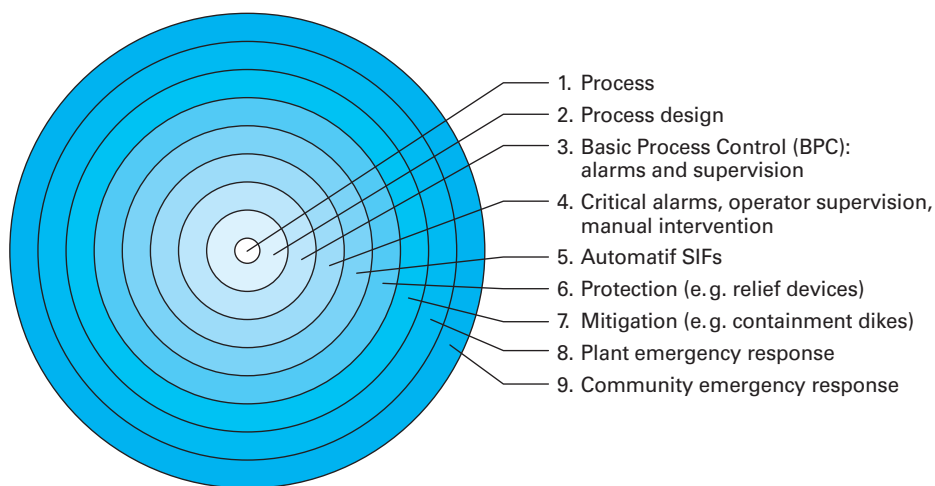 1. Process
2. Process design
3. Basic Process Control (BPC):
alarms and supervision
4. Critical alarms, operator supervision,
manual intervention
5. Automatif SIFs
6. Protection (e.g. relief devices)
7. Mitigation (e.g. containment dikes)
8. Plant emergency response
9. Community emergency response